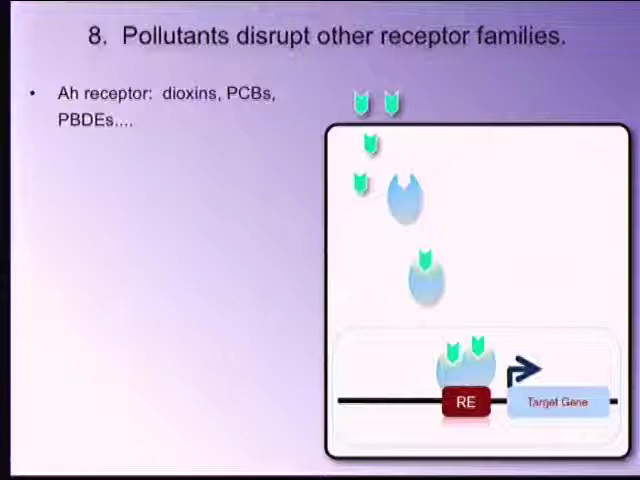 8. Pollutants disrupt other receptor families.
• Ah receptor: dioxins, PCBs,
PBDEs....
RE
Target Gene